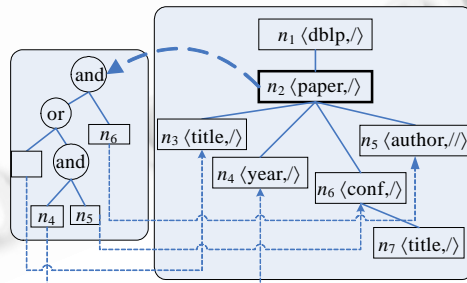 n1 ⟨dblp,/⟩
and
n2 ⟨paper,/⟩
or
n6
n3 ⟨title,/⟩
n5 ⟨author,//⟩
and
n4 ⟨year,/⟩
n6 ⟨conf,/⟩
n4
n5
n7 ⟨title,/⟩